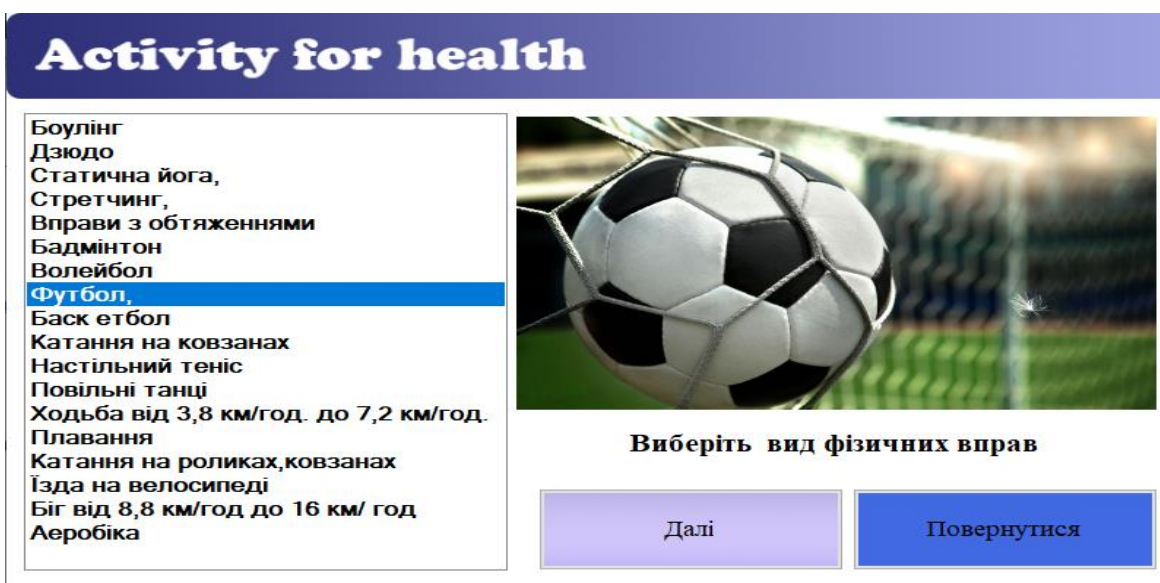 Activity for health
Боулінг
Дзюдо
Статична йога,
Стретчинг,
Вправи з обтяженнями
Бадмінтон
Волейбол
Футбол,
Баск етбол
Катання на ковзанах
Настільний теніс
Повільні танці
Ходьба від 3,8 км/год. до 7,2 км/год.
Плавання
Катання на роликах,ковзанах
Їзда на велосипеді
Біг від 8,8 км/год до 16 км/ год
Аеробіка
Виберіть вид фізичних вправ
Далі
Повернутися